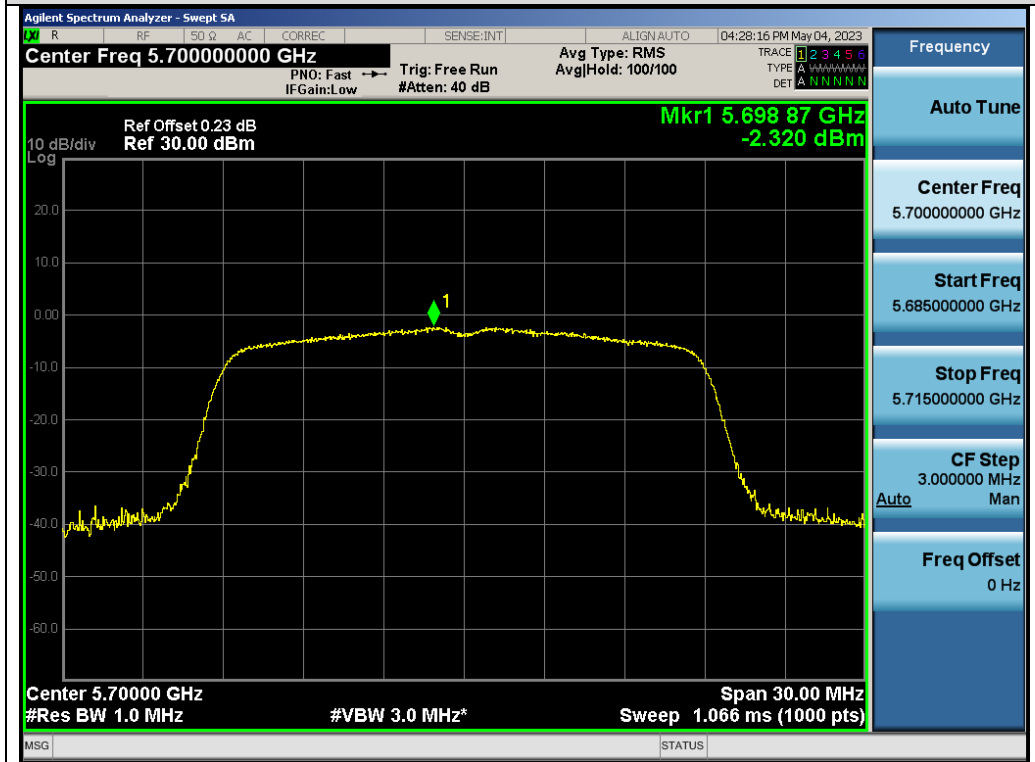 Agilent Spectrum Analyzer - Swept SA
LXI R RF 50 Ω AC CORREC SENSE:INT ALIGN AUTO 04:28:16 PM May 04, 2023
Center Freq 5.700000000 GHz
PNO: Fast
IFGain:Low
Trig: Free Run
#Atten: 40 dB
Avg Type: RMS
Avg|Hold: 100/100
TRACE 1 2 3 4 5 6
TYPE A WWWWW
DET A N N N N N
Ref Offset 0.23 dB
10 dB/div Ref 30.00 dBm
Log
Mkr1 5.698 87 GHz
-2.320 dBm
20.0
10.0
0.00
-10.0
-20.0
-30.0
-40.0
-50.0
-60.0
1
Center 5.70000 GHz
Span 30.00 MHz
#Res BW 1.0 MHz
#VBW 3.0 MHz*
Sweep 1.066 ms (1000 pts)
MSG
STATUS
Frequency
Auto Tune
Center Freq
5.700000000 GHz
Start Freq
5.685000000 GHz
Stop Freq
5.715000000 GHz
CF Step
3.000000 MHz
Auto Man
Freq Offset
0 Hz